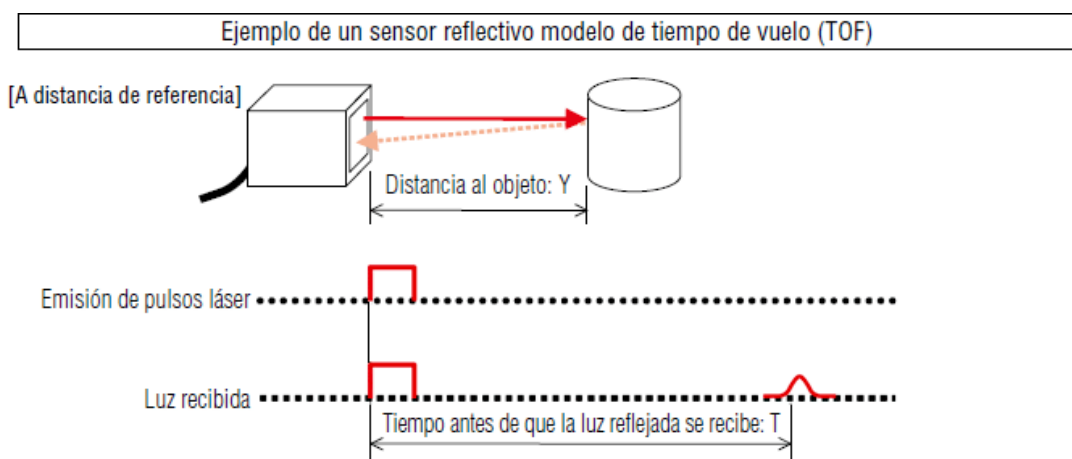 Ejemplo de un sensor reflectivo modelo de tiempo de vuelo (TOF)
[A distancia de referencia]
Distancia al objeto: Y
Emisión de pulsos láser
Luz recibida
Tiempo antes de que la luz reflejada se recibe: T